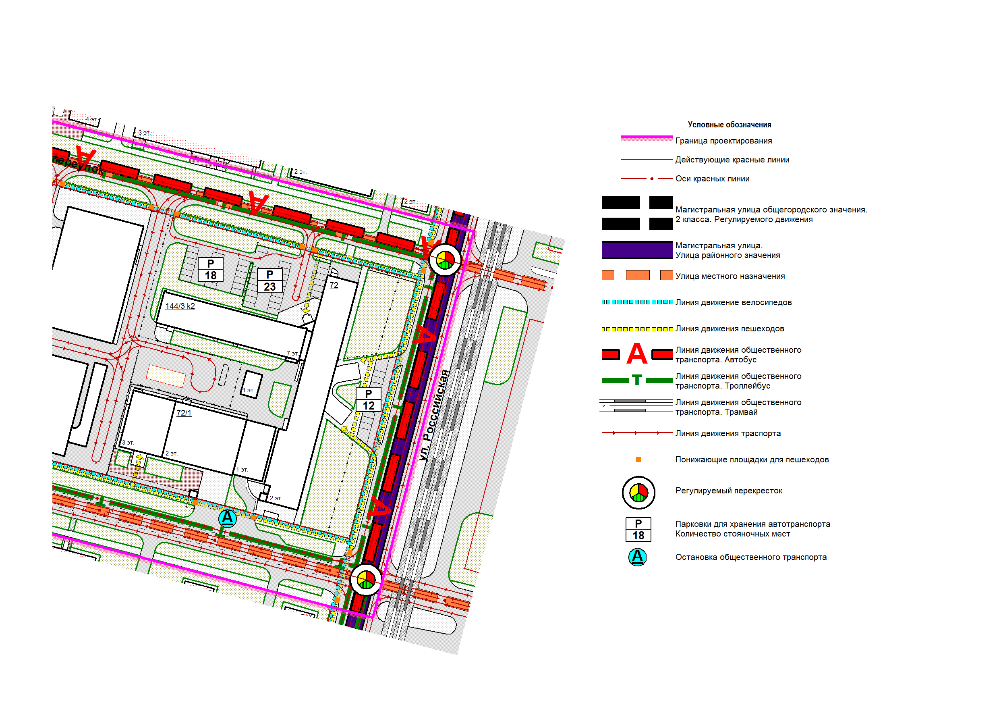 4 эт.
3 эт.
2 эт.
2 эт.
переулок
А
А
А
P
18
P
23
72
144/3 k2
7 эт.
А
1 эт.
P
12
72/1
ул. Росссийская
3 эт.
2 эт.
1 эт.
2 эт.
А
А
Условные обозначения
Граница проектирования
Действующие красные линии
Оси красных линии
Магистральная улица общегородского значения.
2 класса. Регулируемого движения
Магистральная улица.
Улица районного значения
Улица местного назначения
Линия движение велосипедов
Линия движения пешеходов
А
Линия движения общественного
транспорта. Автобус
т
Линия движения общественного
транспорта. Троллейбус
Линия движения общественного
транспорта. Трамвай
Линия движения траспорта
Понижающие площадки для пешеходов
Регулируемый перекресток
P
18
Парковки для хранения автотранспорта
Количество стояночных мест
А
Остановка общественного транспорта